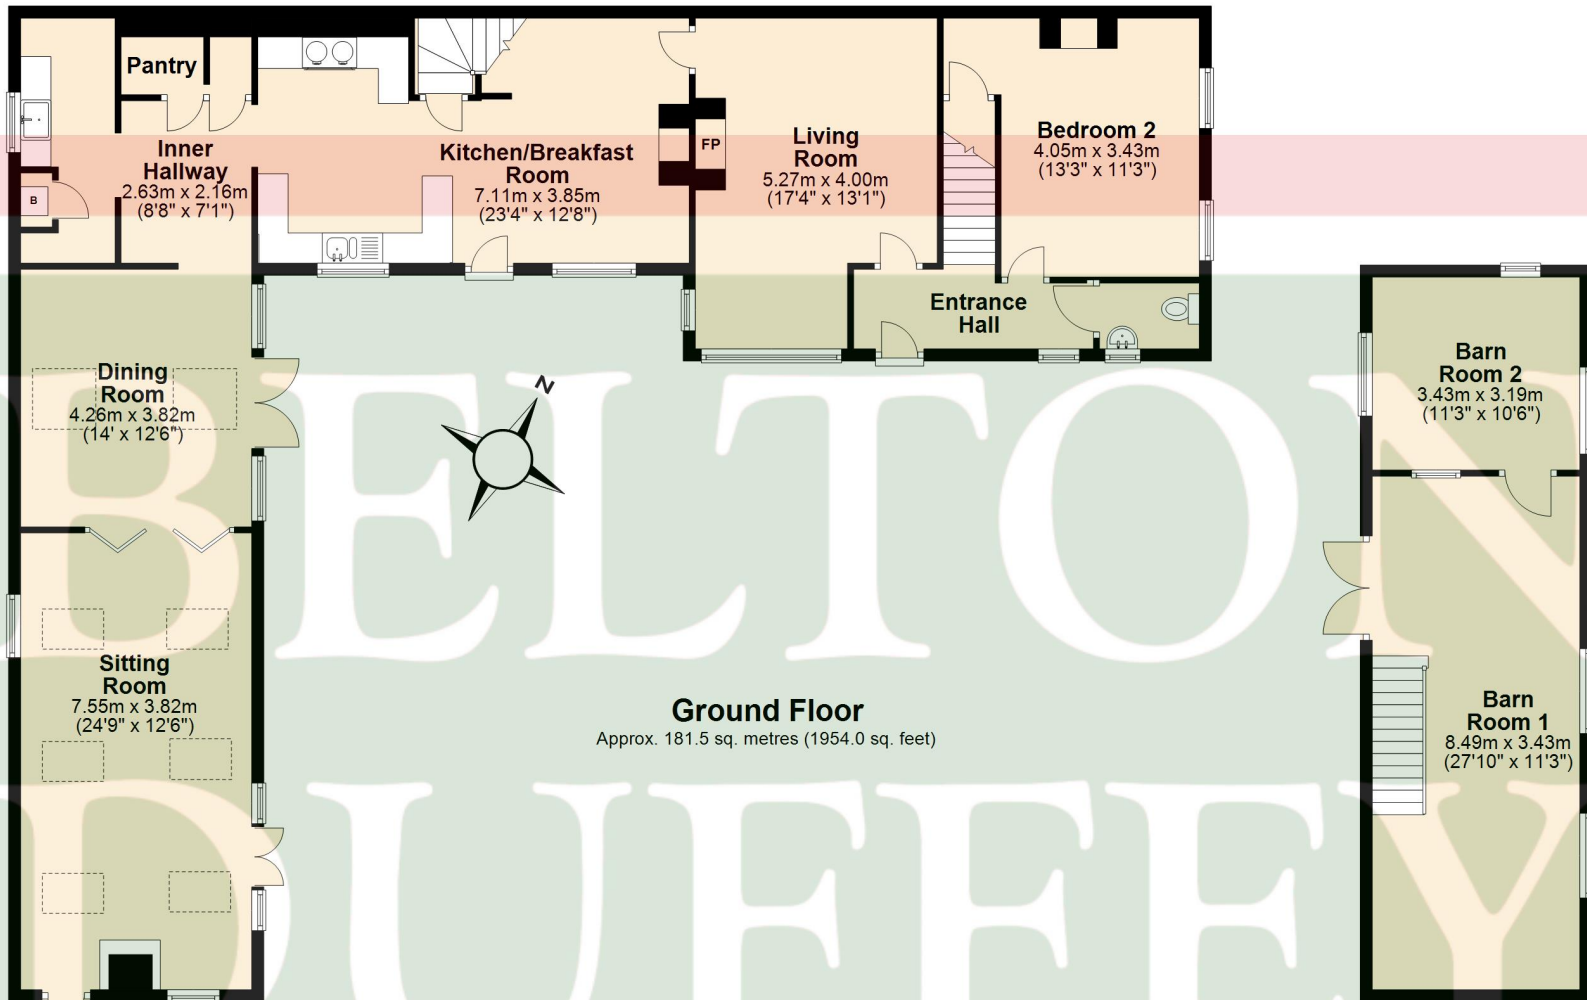 Pantry
Inner
Hallway
2.63m x 2.16m
(8'8" x 7'1")
B
Kitchen/Breakfast
Room
7.11m x 3.85m
(23'4" x 12'8")
FP
Living
Room
5.27m x 4.00m
(17'4" x 13'1")
Bedroom 2
4.05m x 3.43m
(13'3" x 11'3")
Entrance
Hall
Dining
Room
4.26m x 3.82m
(14' x 12'6")
N
Barn
Room 2
3.43m x 3.19m
(11'3" x 10'6")
Sitting
Room
7.55m x 3.82m
(24'9" x 12'6")
Ground Floor
Approx. 181.5 sq. metres (1954.0 sq. feet)
Barn
Room 1
8.49m x 3.43m
(27'10" x 11'3")
BELTON
DUFFEY